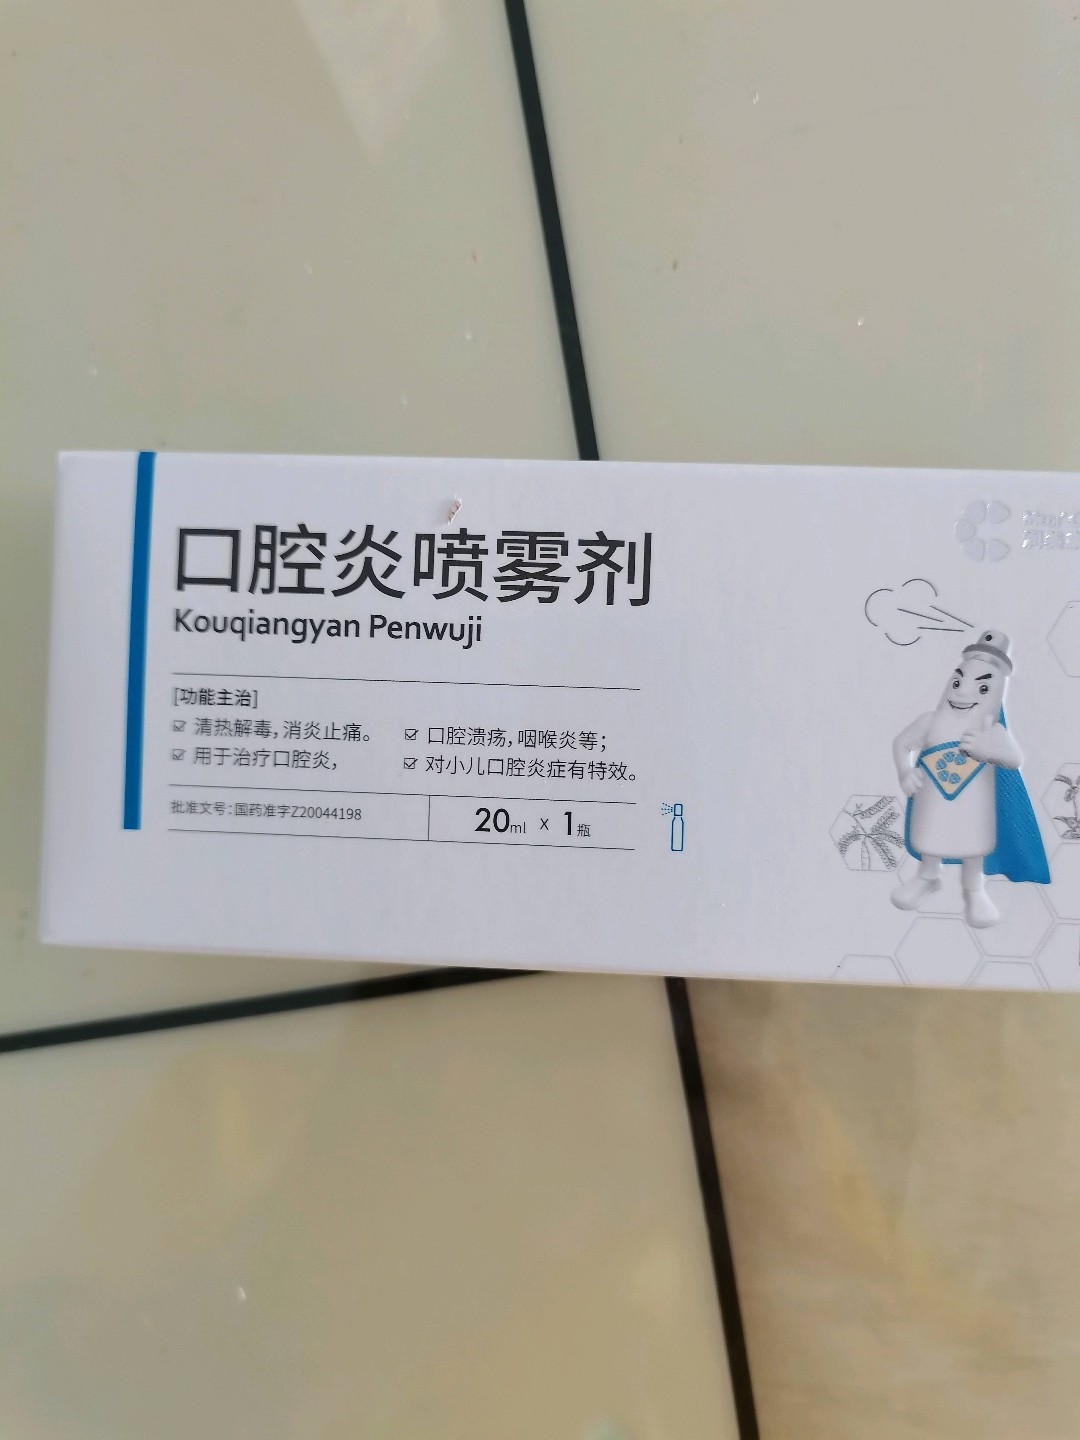 口腔炎喷雾剂
Kouqiangyan Penwuji
[功能主治]
☑ 清热解毒,消炎止痛。
☑ 用于治疗口腔炎,
☑ 口腔溃疡,咽喉炎等;
☑ 对小儿口腔炎症有特效。
批准文号:国药准字Z20044198
20ml x 1瓶